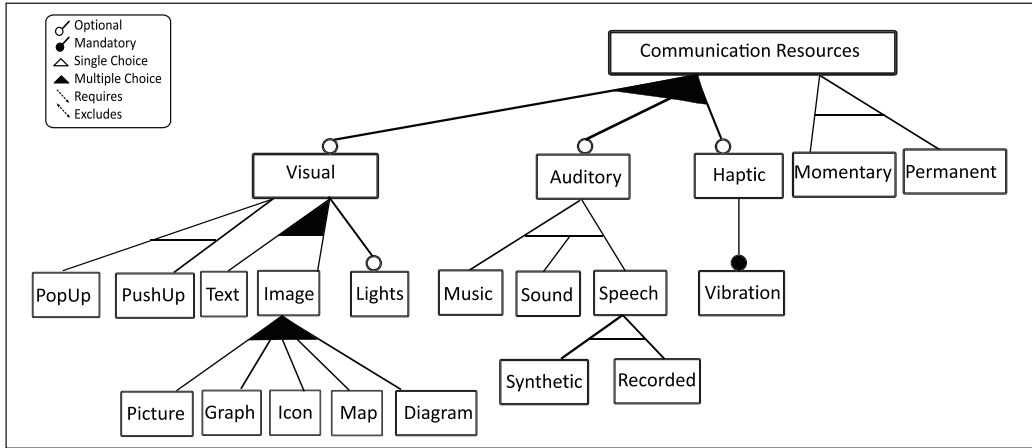 Optional
Mandatory
Single Choice
Multiple Choice
Requires
Excludes
Communication Resources
Visual
Auditory
Haptic
Momentary
Permanent
PopUp
PushUp
Text
Image
Lights
Music
Sound
Speech
Vibration
Synthetic
Recorded
Picture
Graph
Icon
Map
Diagram